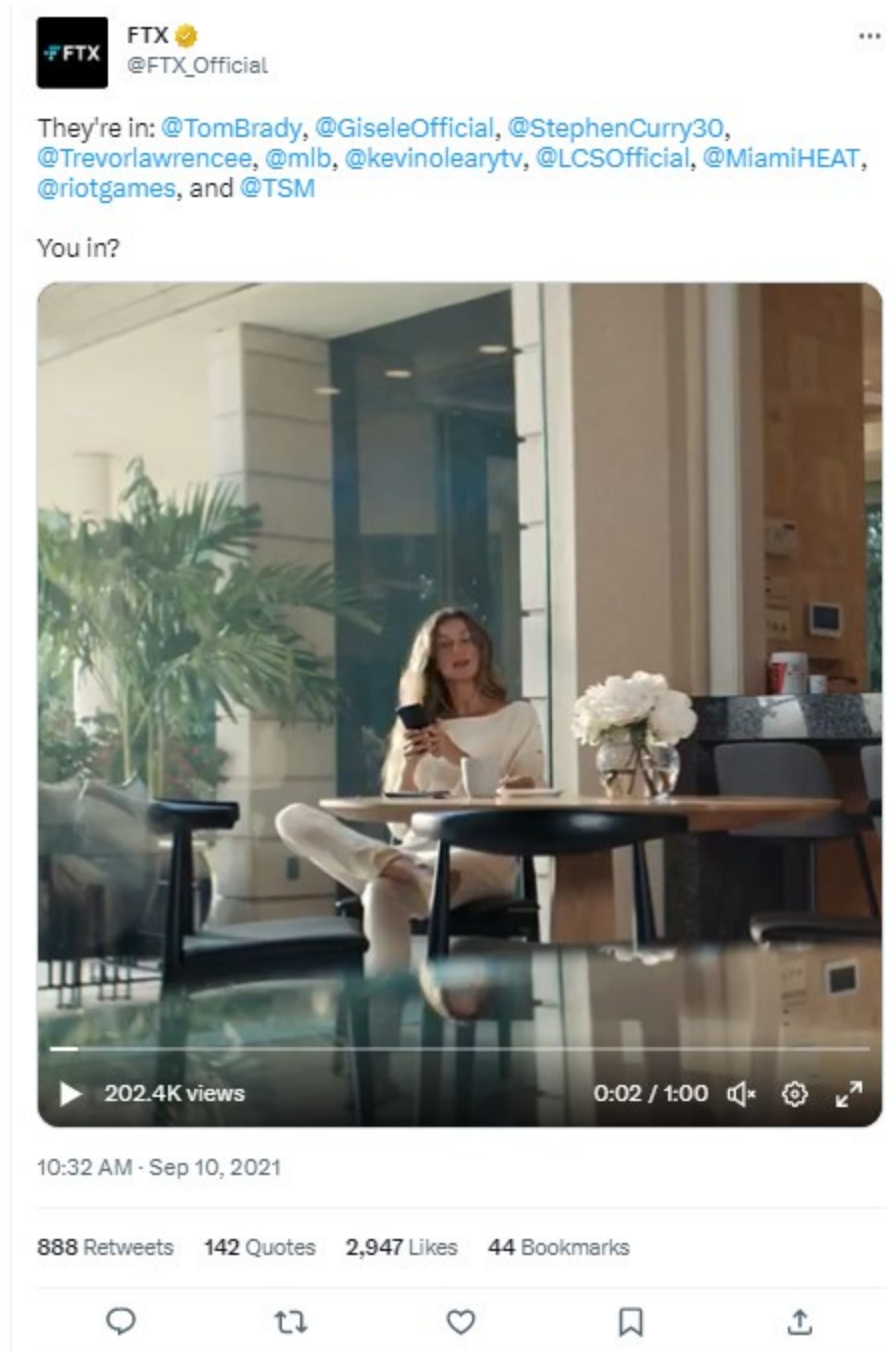 FTX
FTX
@FTX_Official
They're in: @TomBrady, @GiseleOfficial, @StephenCurry30,
@Trevorlawrencee, @mlb, @kevinolearytv, @LCSOfficial, @MiamiHEAT,
@riotgames, and @TSM
You in?
202.4K views
0:02 / 1:00
10:32 AM · Sep 10, 2021
888 Retweets 142 Quotes 2,947 Likes 44 Bookmarks